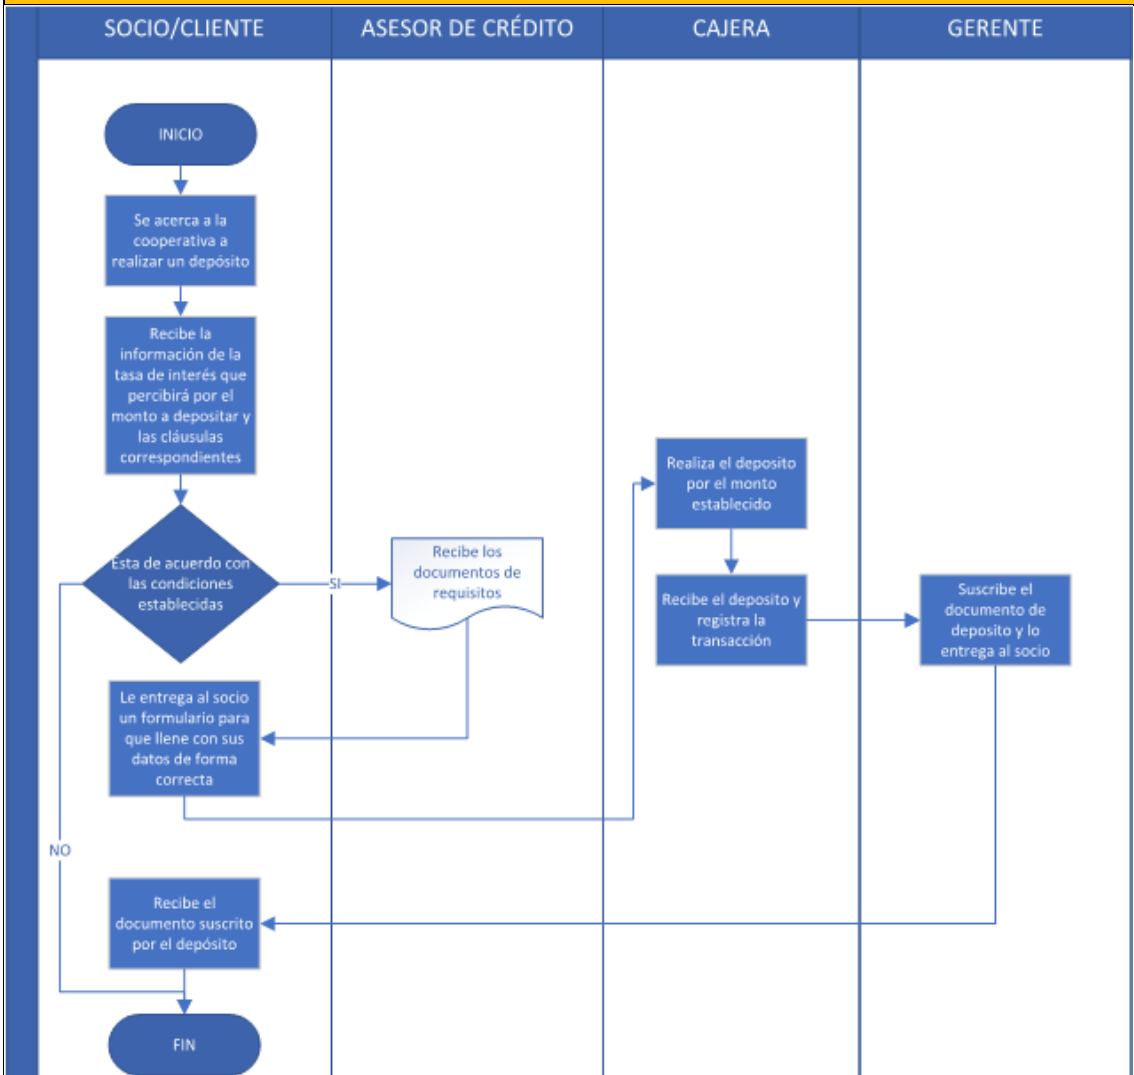 SOCIO/CLIENTE
ASESOR DE CRÉDITO
CAJERA
GERENTE
INICIO
Se acerca a la
cooperativa a
realizar un depósito
Recibe la
información de la
tasa de interés que
percibirá por el
monto a depositar y
las cláusulas
correspondientes
Esta de acuerdo con
las condiciones
establecidas
SI
Recibe los
documentos de
requisitos
Le entrega al socio
un formulario para
que llene con sus
datos de forma
correcta
Realiza el deposito
por el monto
establecido
Recibe el deposito y
registra la
transacción
Suscribe el
documento de
deposito y lo
entrega al socio
NO
Recibe el
documento suscrito
por el depósito
FIN